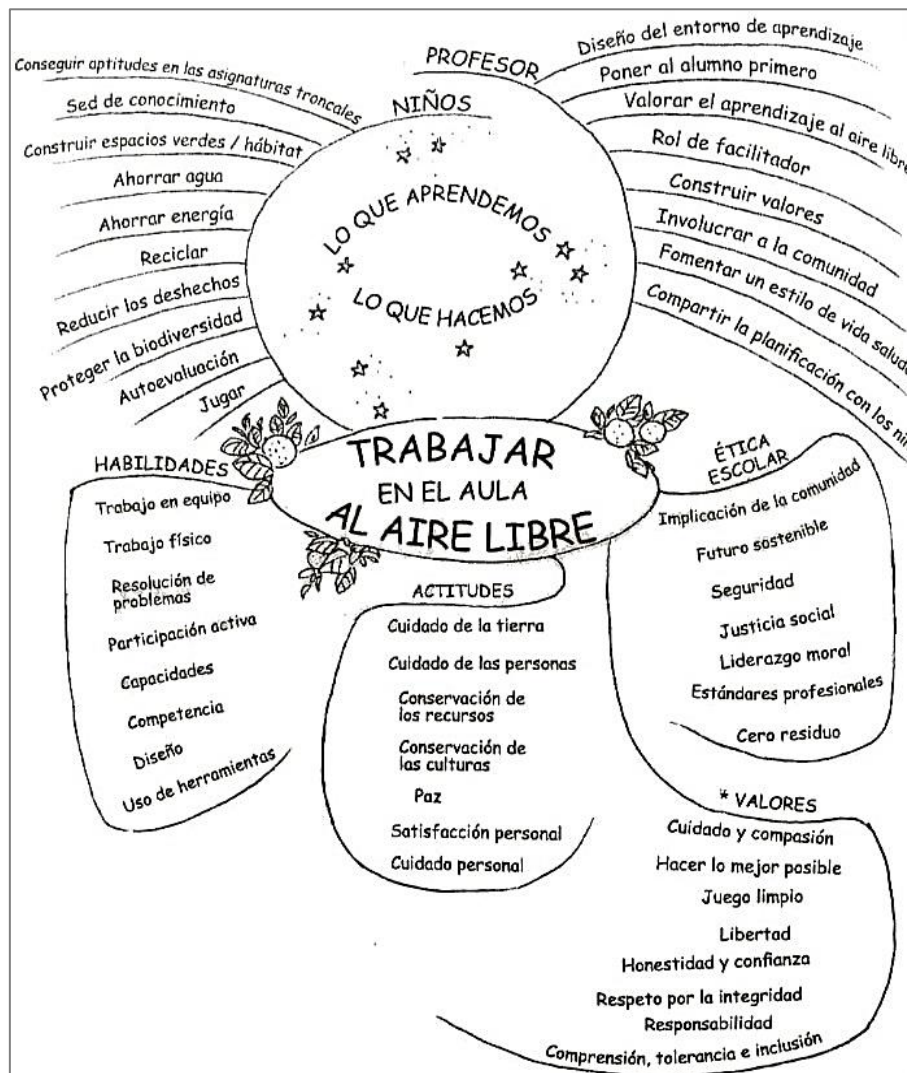 PROFESOR
Diseño del entorno de aprendizaje
Poner al alumno primero
Valorar el aprendizaje al aire libre
Rol de facilitador
Construir valores
Involucrar a la comunidad
Fomentar un estilo de vida saluda
Compartir la planificación con los niñ
NIÑOS
Conseguir aptitudes en las asignaturas troncales
Sed de conocimiento
Construir espacios verdes / hábitat
Ahorrar agua
Ahorrar energía
Reciclar
Reducir los deshechos
Proteger la biodiversidad
Autoevaluación
Jugar
LO QUE APRENDEMOS
LO QUE HACEMOS
TRABAJAR
EN EL AULA
AL AIRE LIBRE
HABILIDADES
Trabajo en equipo
Trabajo físico
Resolución de
problemas
Participación activa
Capacidades
Competencia
Diseño
Uso de herramientas
ACTITUDES
Cuidado de la tierra
Cuidado de las personas
Conservación de
los recursos
Conservación de
las culturas
Paz
Satisfacción personal
Cuidado personal
ÉTICA
ESCOLAR
Implicación de la comunidad
Futuro sostenible
Seguridad
Justicia social
Liderazgo moral
Estándares profesionales
Cero residuo
* VALORES
Cuidado y compasión
Hacer lo mejor posible
Juego limpio
Libertad
Honestidad y confianza
Respeto por la integridad
Responsabilidad
Comprensión, tolerancia e inclusión